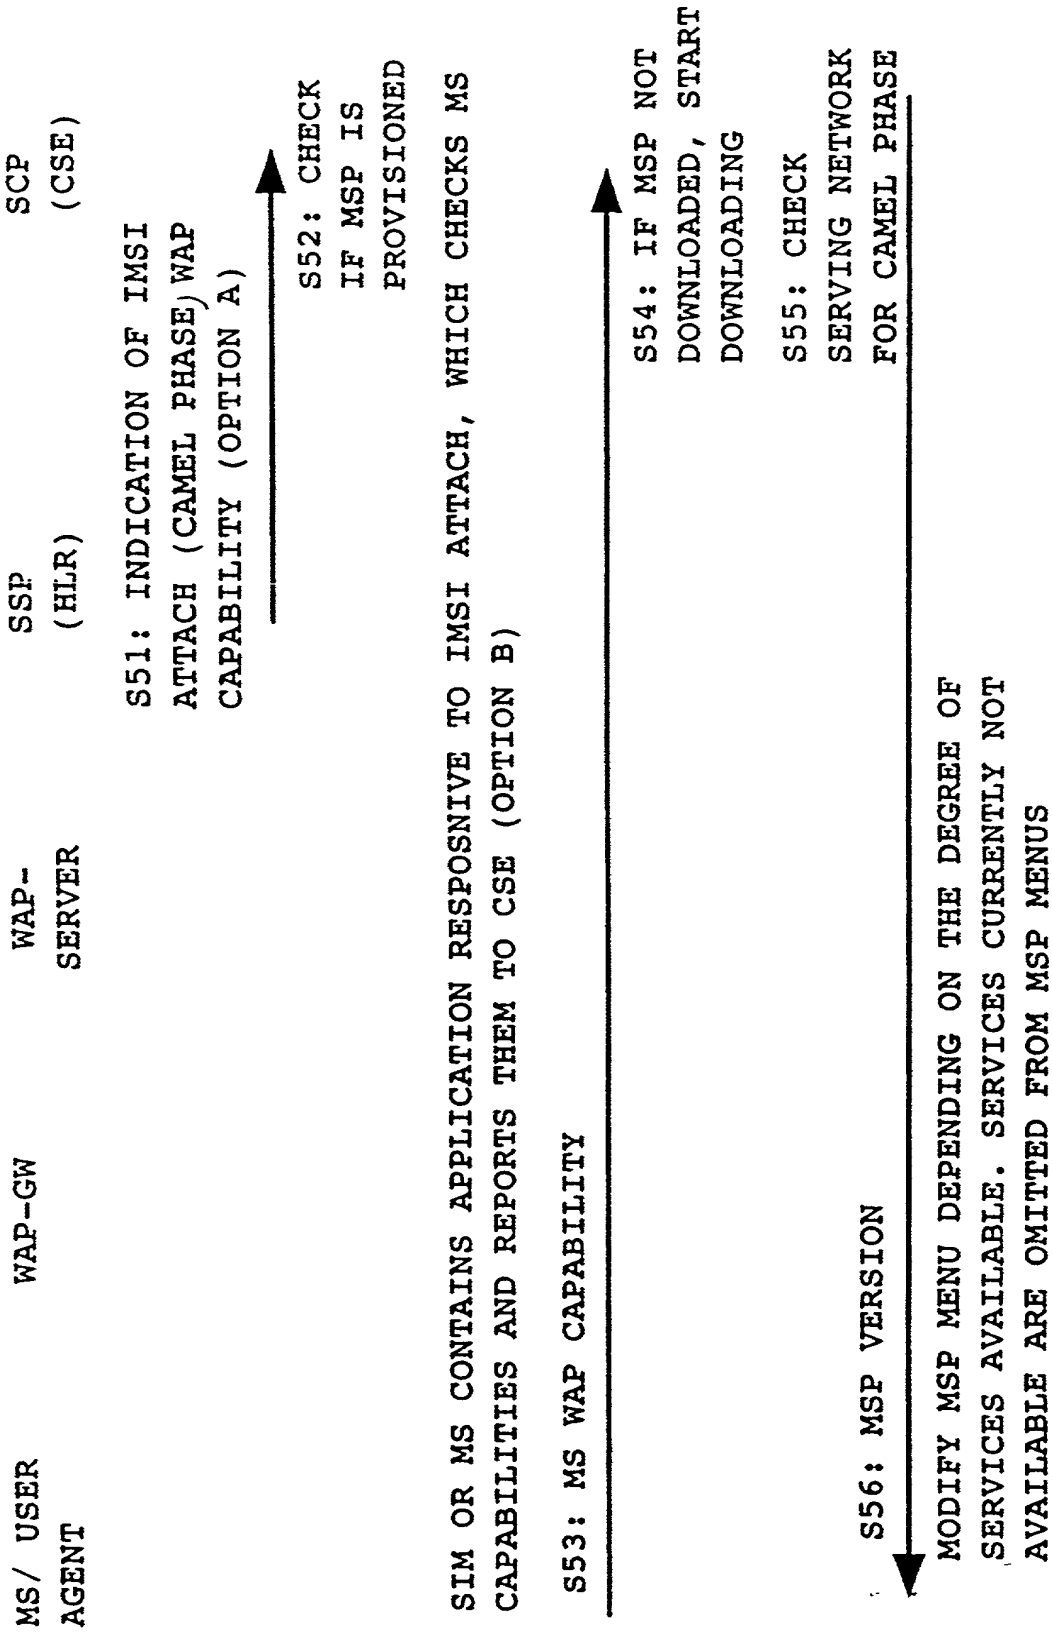 MS/ USER
AGENT
WAP-GW
WAP-
SERVER
SSP
(HLR)
SCP
(CSE)
S51: INDICATION OF IMSI
ATTACH (CAMEL PHASE) WAP
CAPABILITY (OPTION A)
S52: CHECK
IF MSP IS
PROVISIONED
SIM OR MS CONTAINS APPLICATION RESPOSNIVE TO IMSI ATTACH, WHICH CHECKS MS
CAPABILITIES AND REPORTS THEM TO CSE (OPTION B)
S53: MS WAP CAPABILITY
S54: IF MSP NOT
DOWNLOADED, START
DOWNLOADING
S55: CHECK
SERVING NETWORK
FOR CAMEL PHASE
S56: MSP VERSION
MODIFY MSP MENU DEPENDING ON THE DEGREE OF
SERVICES AVAILABLE. SERVICES CURRENTLY NOT
AVAILABLE ARE OMITTED FROM MSP MENUS